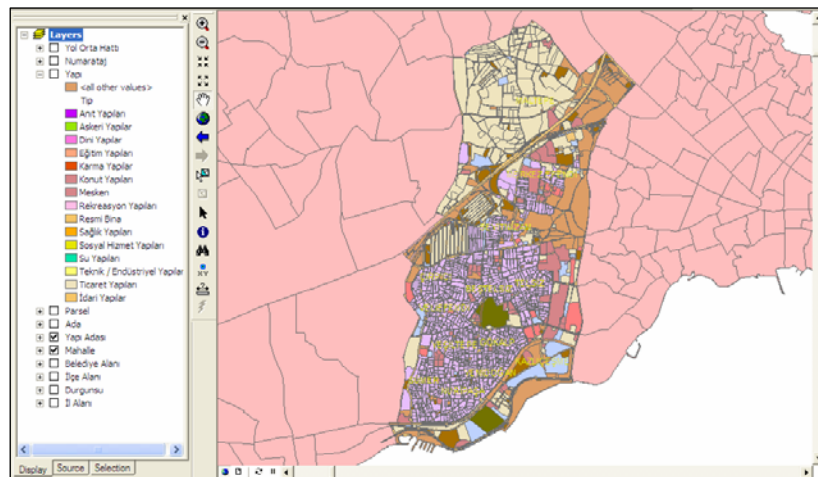 Layers
Yol Orta Hattı
Numarataj
Yapı
<all other values>
Tip
Anıt Yapıları
Askeri Yapılar
Dini Yapıları
Eğitim Yapıları
Karma Yapılar
Konut Yapıları
Mesken
Rekreasyon Yapıları
Resmi Bina
Sağlık Yapıları
Sosyal Hizmet Yapıları
Su Yapıları
Teknik / Endüstriyel Yapılar
Ticaret Yapıları
İdari Yapılar
Parsel
Ada
Yapı Adası
Mahalle
Belediye Alanı
İlçe Alanı
Durgunsu
İl Alanı
Display
Source
Selection
XY